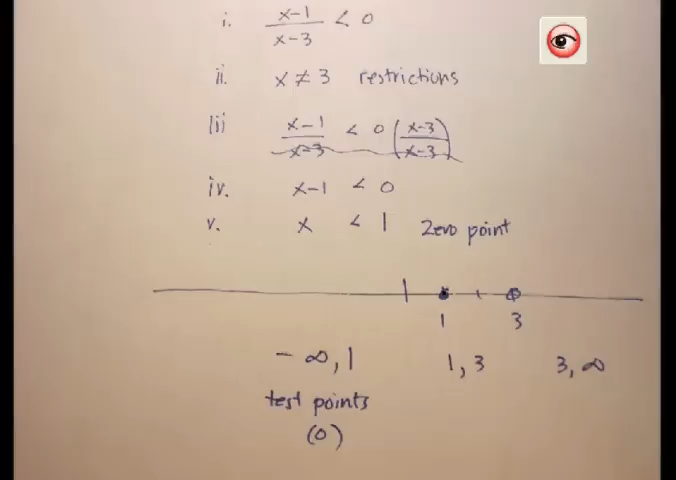 i. x-1/x-3 < 0
ii. x ≠ 3 restrictions
iii x-1/x-3 < 0 (x-3/x-3)
iv. x-1 < 0
v. x < 1 zero point
1 3
- ∞, 1 1, 3 3, ∞
test points
(0)